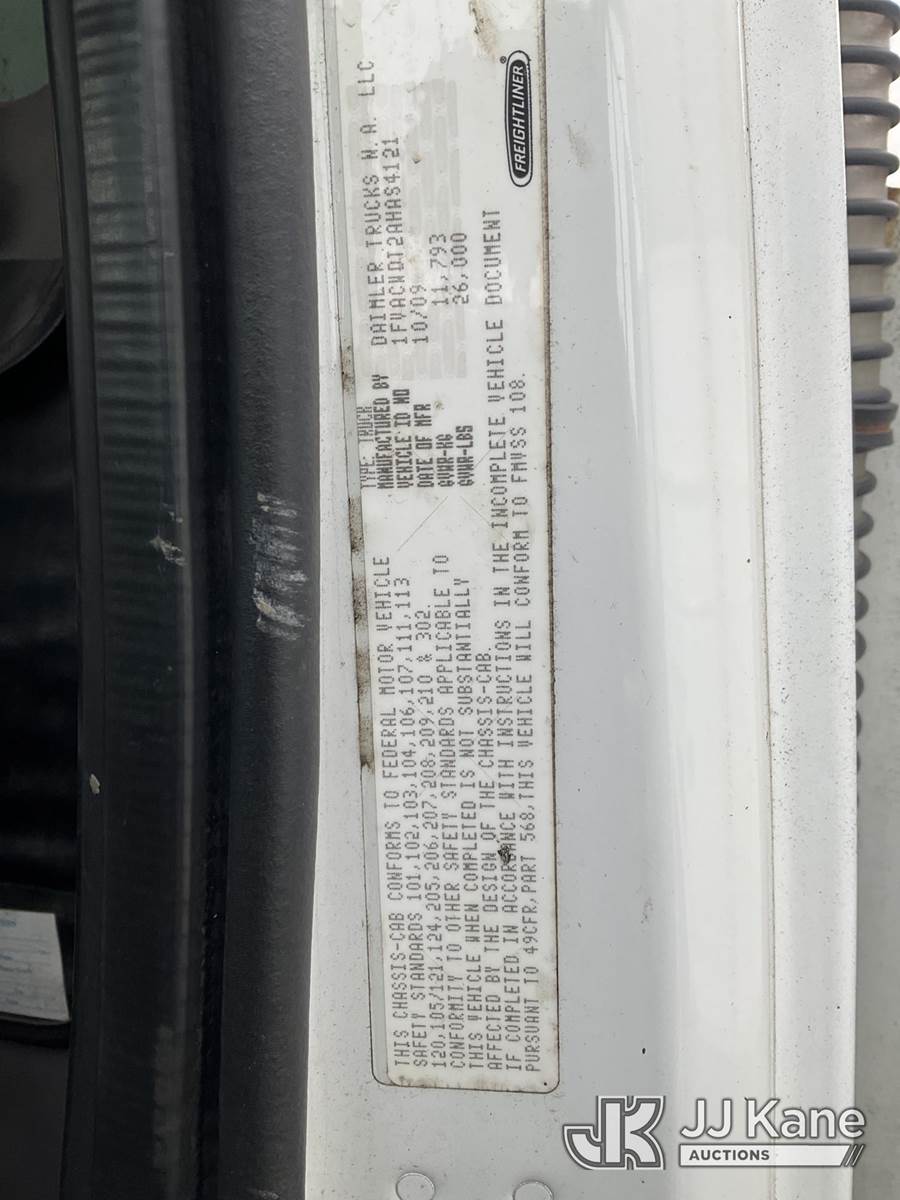 TYPE: TRUCK
MANUFACTURED BY DAIMLER TRUCKS N.A. LLC
VEHICLE ID NO 1FVACWDT2AHAS4121
DATE OF MFR 10/09
GVWR-KG 11,793
GVWR-LBS 26,000
FREIGHTLINER®
THIS CHASSIS-CAB CONFORMS TO FEDERAL MOTOR VEHICLE
SAFETY STANDARDS 101,102,103,104,106,107,111,113
120,105/121,124,205,206,207,208,209,210 & 302.
CONFORMITY TO OTHER SAFETY STANDARDS APPLICABLE TO
THIS VEHICLE WHEN COMPLETED IS NOT SUBSTANTIALLY
AFFECTED BY THE DESIGN OF THE CHASSIS-CAB.
IF COMPLETED IN ACCORDANCE WITH INSTRUCTIONS IN THE INCOMPLETE VEHICLE DOCUMENT
PURSUANT TO 49CFR,PART 568,THIS VEHICLE WILL CONFORM TO FMVSS 108.
JK JJ Kane
AUCTIONS